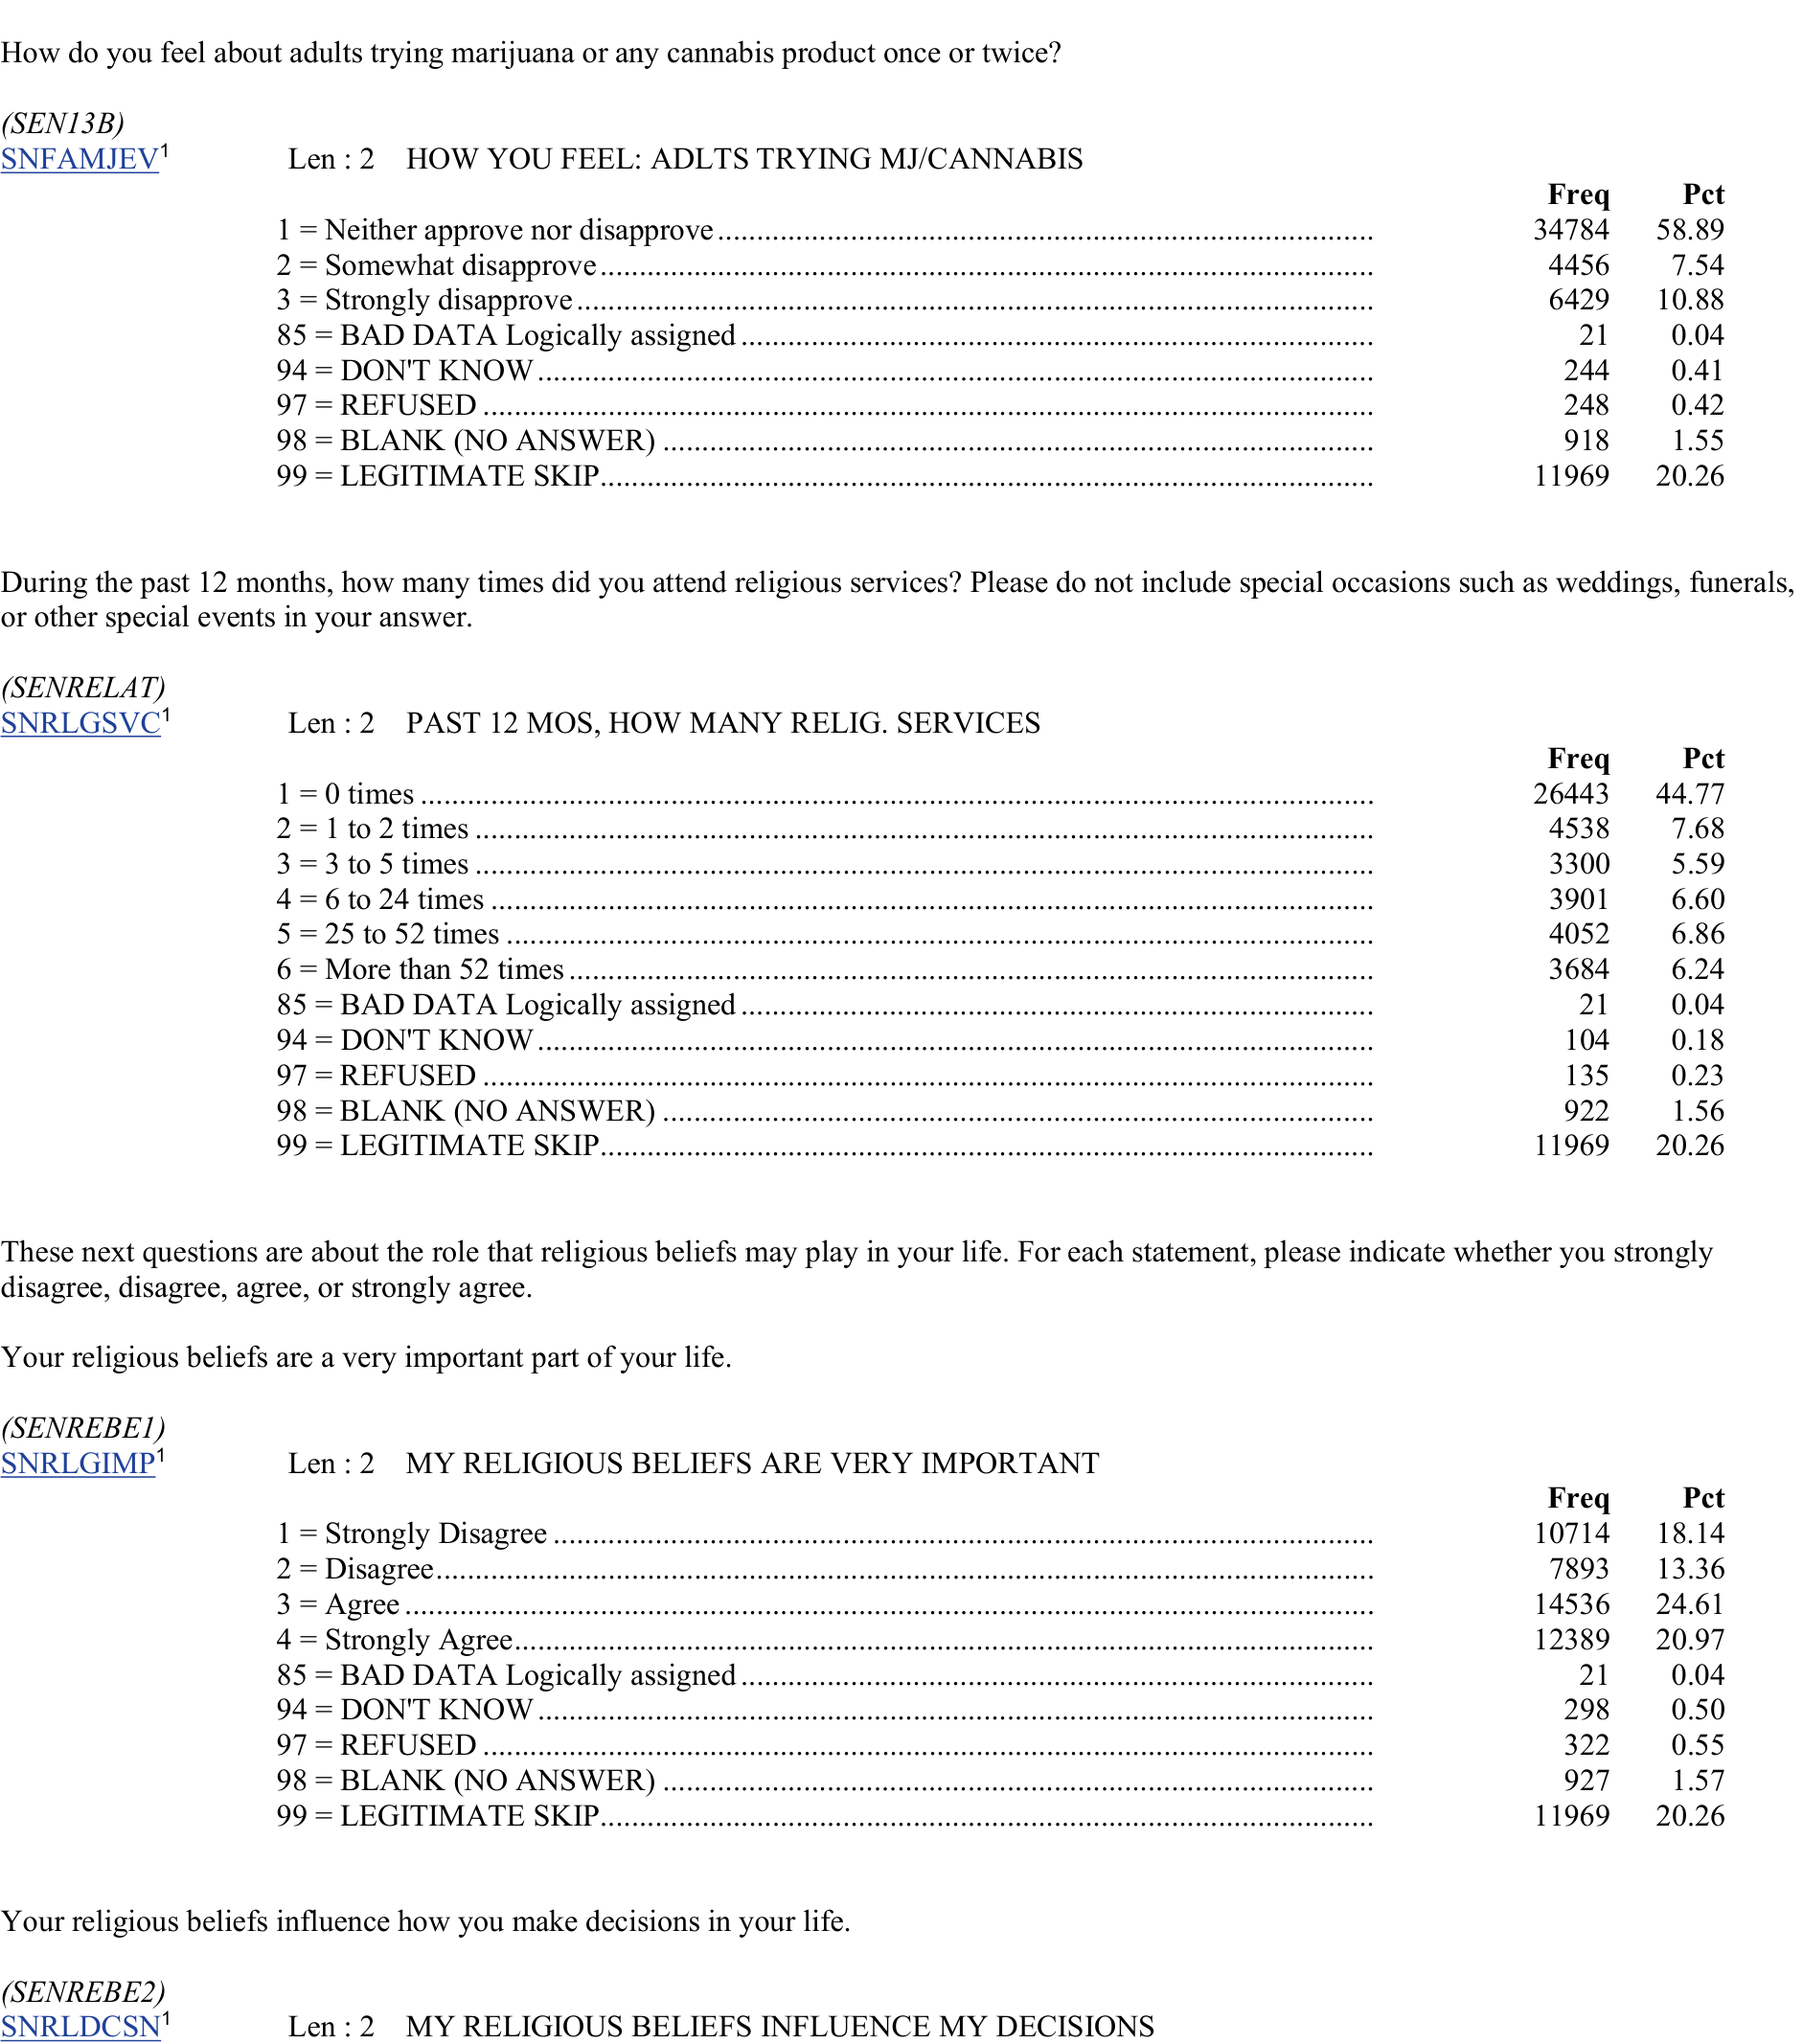 How do you feel about adults trying marijuana or any cannabis product once or twice?
(SEN13B)
SNFAMJEV¹ Len : 2 HOW YOU FEEL: ADLTS TRYING MJ/CANNABIS
Freq Pct
1 = Neither approve nor disapprove 34784 58.89
2 = Somewhat disapprove 4456 7.54
3 = Strongly disapprove 6429 10.88
85 = BAD DATA Logically assigned 21 0.04
94 = DON'T KNOW 244 0.41
97 = REFUSED 248 0.42
98 = BLANK (NO ANSWER) 918 1.55
99 = LEGITIMATE SKIP 11969 20.26
During the past 12 months, how many times did you attend religious services? Please do not include special occasions such as weddings, funerals,
or other special events in your answer.
(SENRELAT)
SNRLGSVC¹ Len : 2 PAST 12 MOS, HOW MANY RELIG. SERVICES
Freq Pct
1 = 0 times 26443 44.77
2 = 1 to 2 times 4538 7.68
3 = 3 to 5 times 3300 5.59
4 = 6 to 24 times 3901 6.60
5 = 25 to 52 times 4052 6.86
6 = More than 52 times 3684 6.24
85 = BAD DATA Logically assigned 21 0.04
94 = DON'T KNOW 104 0.18
97 = REFUSED 135 0.23
98 = BLANK (NO ANSWER) 922 1.56
99 = LEGITIMATE SKIP 11969 20.26
These next questions are about the role that religious beliefs may play in your life. For each statement, please indicate whether you strongly
disagree, disagree, agree, or strongly agree.
Your religious beliefs are a very important part of your life.
(SENREBE1)
SNRLGIMP¹ Len : 2 MY RELIGIOUS BELIEFS ARE VERY IMPORTANT
Freq Pct
1 = Strongly Disagree 10714 18.14
2 = Disagree 7893 13.36
3 = Agree 14536 24.61
4 = Strongly Agree 12389 20.97
85 = BAD DATA Logically assigned 21 0.04
94 = DON'T KNOW 298 0.50
97 = REFUSED 322 0.55
98 = BLANK (NO ANSWER) 927 1.57
99 = LEGITIMATE SKIP 11969 20.26
Your religious beliefs influence how you make decisions in your life.
(SENREBE2)
SNRLDCSN¹ Len : 2 MY RELIGIOUS BELIEFS INFLUENCE MY DECISIONS